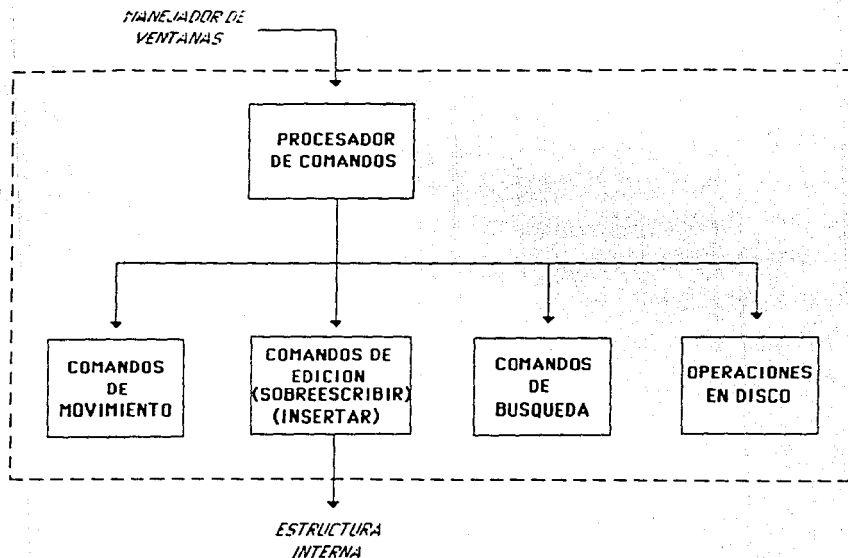 MANEJADOR DE
VENTANAS
PROCESADOR
DE COMANDOS
COMANDOS
DE
MOVIMIENTO
COMANDOS DE
EDICION
(SOBREESCRIBIR)
(INSERTAR)
COMANDOS
DE
BUSQUEDA
OPERACIONES
EN DISCO
ESTRUCTURA
INTERNA